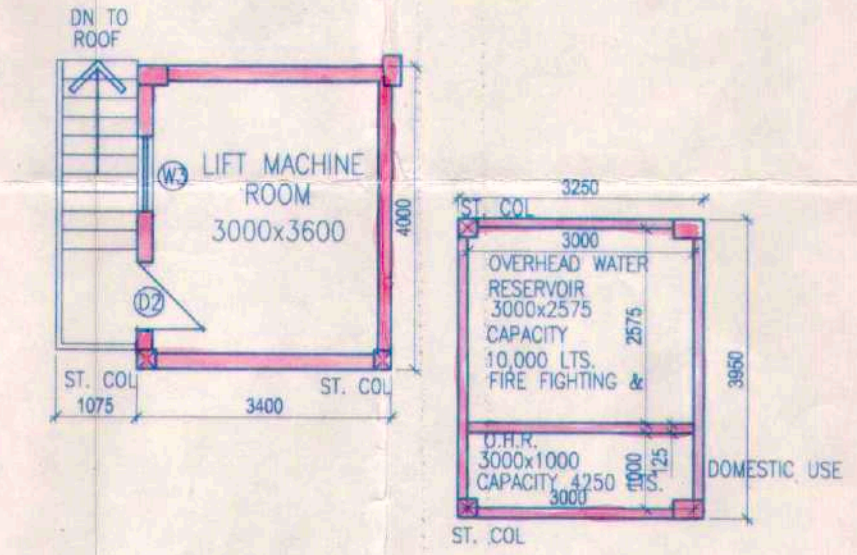 DN TO
ROOF
W3
LIFT MACHINE
ROOM
3000x3600
4000
D2
ST. COL
ST. COL
1075
3400
3250
ST. COL
3000
OVERHEAD WATER
RESERVOIR
3000x2575
CAPACITY
10,000 LTS.
FIRE FIGHTING &
2575
3950
O.H.R.
3000x1000
CAPACITY 4250 LTS.
1000
125
3000
DOMESTIC USE
ST. COL